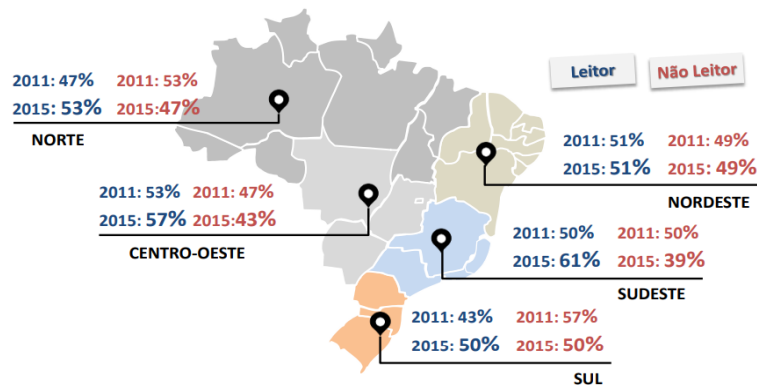 Leitor Não Leitor
2011: 47% 2011: 53%
2015: 53% 2015:47%
NORTE
2011: 51% 2011: 49%
2015: 51% 2015: 49%
NORDESTE
2011: 53% 2011: 47%
2015: 57% 2015:43%
CENTRO-OESTE
2011: 50% 2011: 50%
2015: 61% 2015: 39%
SUDESTE
2011: 43% 2011: 57%
2015: 50% 2015: 50%
SUL